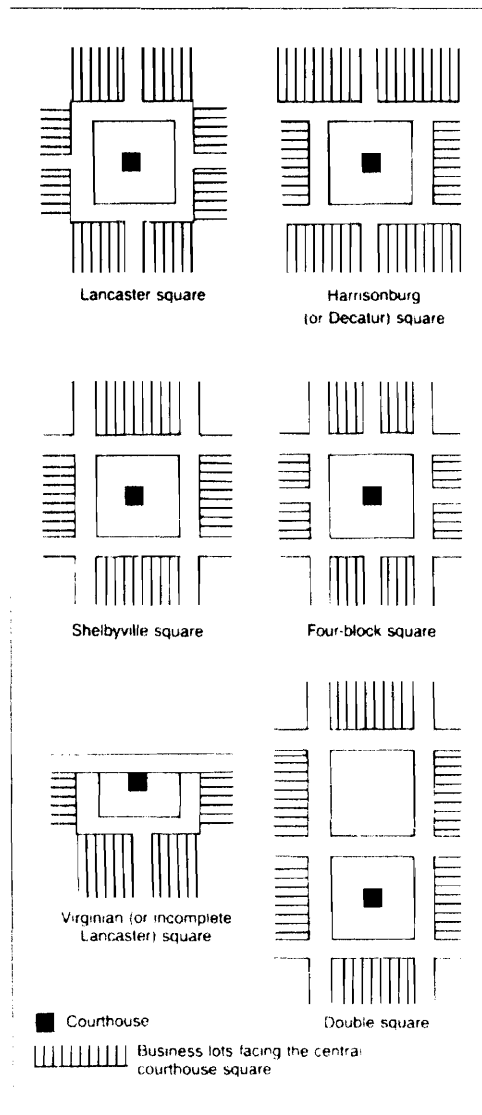 Lancaster square
Harrisonburg
(or Decatur) square
Shelbyville square
Four-block square
Virginian (or incomplete
Lancaster) square
Double square
Courthouse
Business lots facing the central
courthouse square